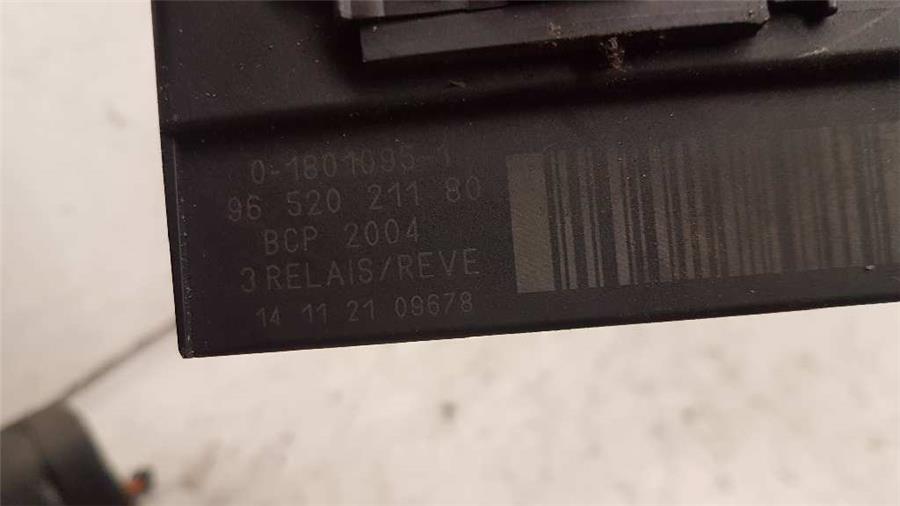 0-1801095-1
96 520 211 80
BCP 2004
3 RELAIS/REVE
14 11 21 09678